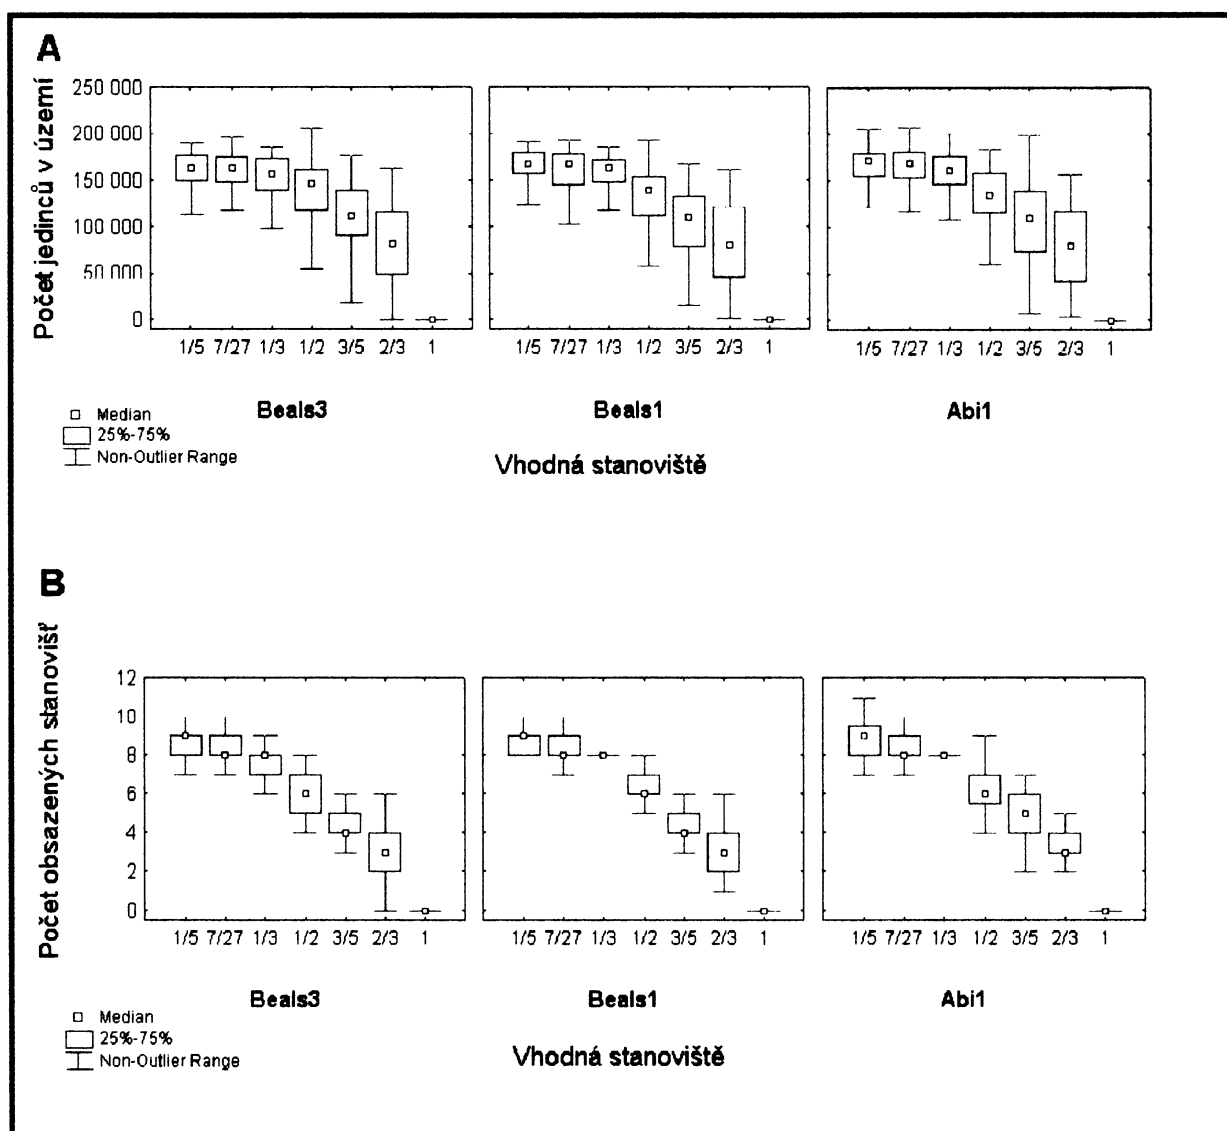 A
Počet jedinců v území
250 000
200 000
150 000
100 000
50 000
0
1/5 7/27 1/3 1/2 3/5 2/3 1
1/5 7/27 1/3 1/2 3/5 2/3 1
1/5 7/27 1/3 1/2 3/5 2/3 1
Beals3
Beals1
Abi1
Median
25%-75%
Non-Outlier Range
Vhodná stanoviště
B
Počet obsazených stanovišť
12
10
8
6
4
2
0
1/5 7/27 1/3 1/2 3/5 2/3 1
1/5 7/27 1/3 1/2 3/5 2/3 1
1/5 7/27 1/3 1/2 3/5 2/3 1
Beals3
Beals1
Abi1
Median
25%-75%
Non-Outlier Range
Vhodná stanoviště